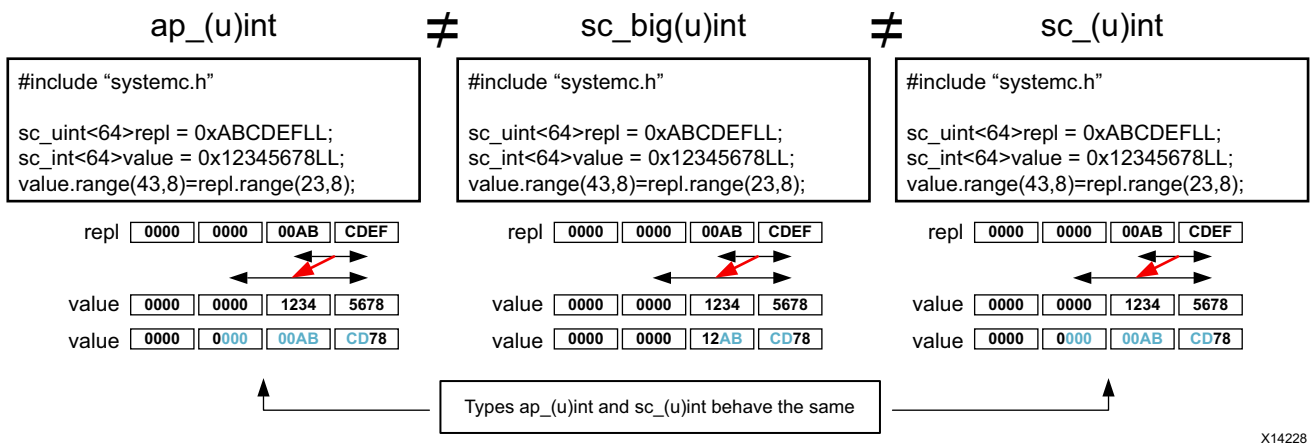 ap_(u)int ≠ sc_big(u)int ≠ sc_(u)int
#include “systemc.h”
sc_uint<64>repl = 0xABCDEFLL;
sc_int<64>value = 0x12345678LL;
value.range(43,8)=repl.range(23,8);
repl 0000 0000 00AB CDEF
value 0000 0000 1234 5678
value 0000 0000 00AB CD78
#include “systemc.h”
sc_uint<64>repl = 0xABCDEFLL;
sc_int<64>value = 0x12345678LL;
value.range(43,8)=repl.range(23,8);
repl 0000 0000 00AB CDEF
value 0000 0000 1234 5678
value 0000 0000 12AB CD78
#include “systemc.h”
sc_uint<64>repl = 0xABCDEFLL;
sc_int<64>value = 0x12345678LL;
value.range(43,8)=repl.range(23,8);
repl 0000 0000 00AB CDEF
value 0000 0000 1234 5678
value 0000 0000 00AB CD78
Types ap_(u)int and sc_(u)int behave the same
X14228